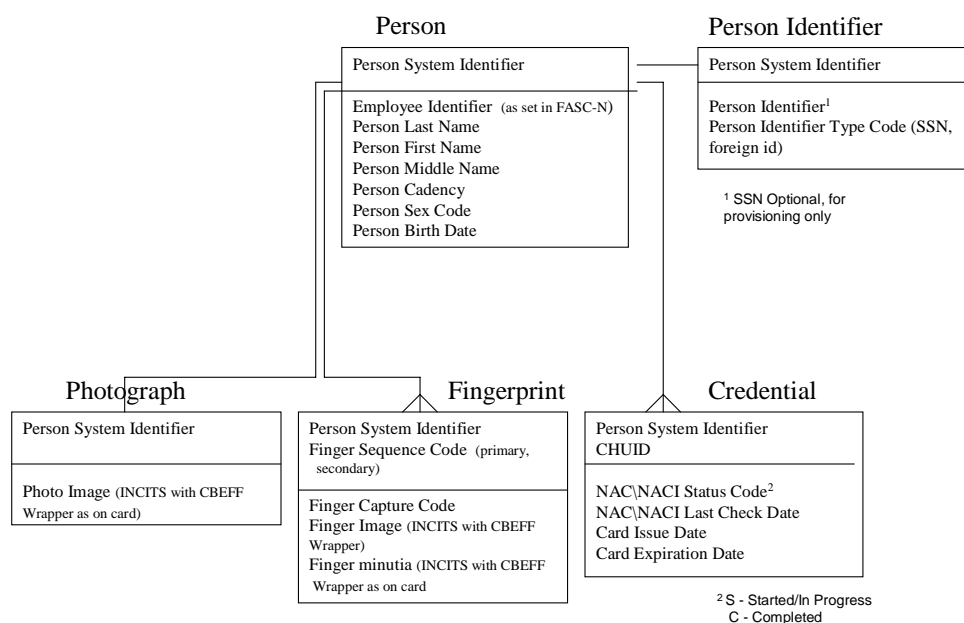 Person
Person System Identifier
Employee Identifier (as set in FASC-N)
Person Last Name
Person First Name
Person Middle Name
Person Cadency
Person Sex Code
Person Birth Date
Person Identifier
Person System Identifier
Person Identifier¹
Person Identifier Type Code (SSN,
foreign id)
¹ SSN Optional, for
provisioning only
Photograph
Person System Identifier
Photo Image (INCITS with CBEFF
Wrapper as on card)
Fingerprint
Person System Identifier
Finger Sequence Code (primary,
secondary)
Finger Capture Code
Finger Image (INCITS with CBEFF
Wrapper)
Finger minutia (INCITS with CBEFF
Wrapper as on card
Credential
Person System Identifier
CHUID
NAC\NACI Status Code²
NAC\NACI Last Check Date
Card Issue Date
Card Expiration Date
² S - Started/In Progress
C - Completed